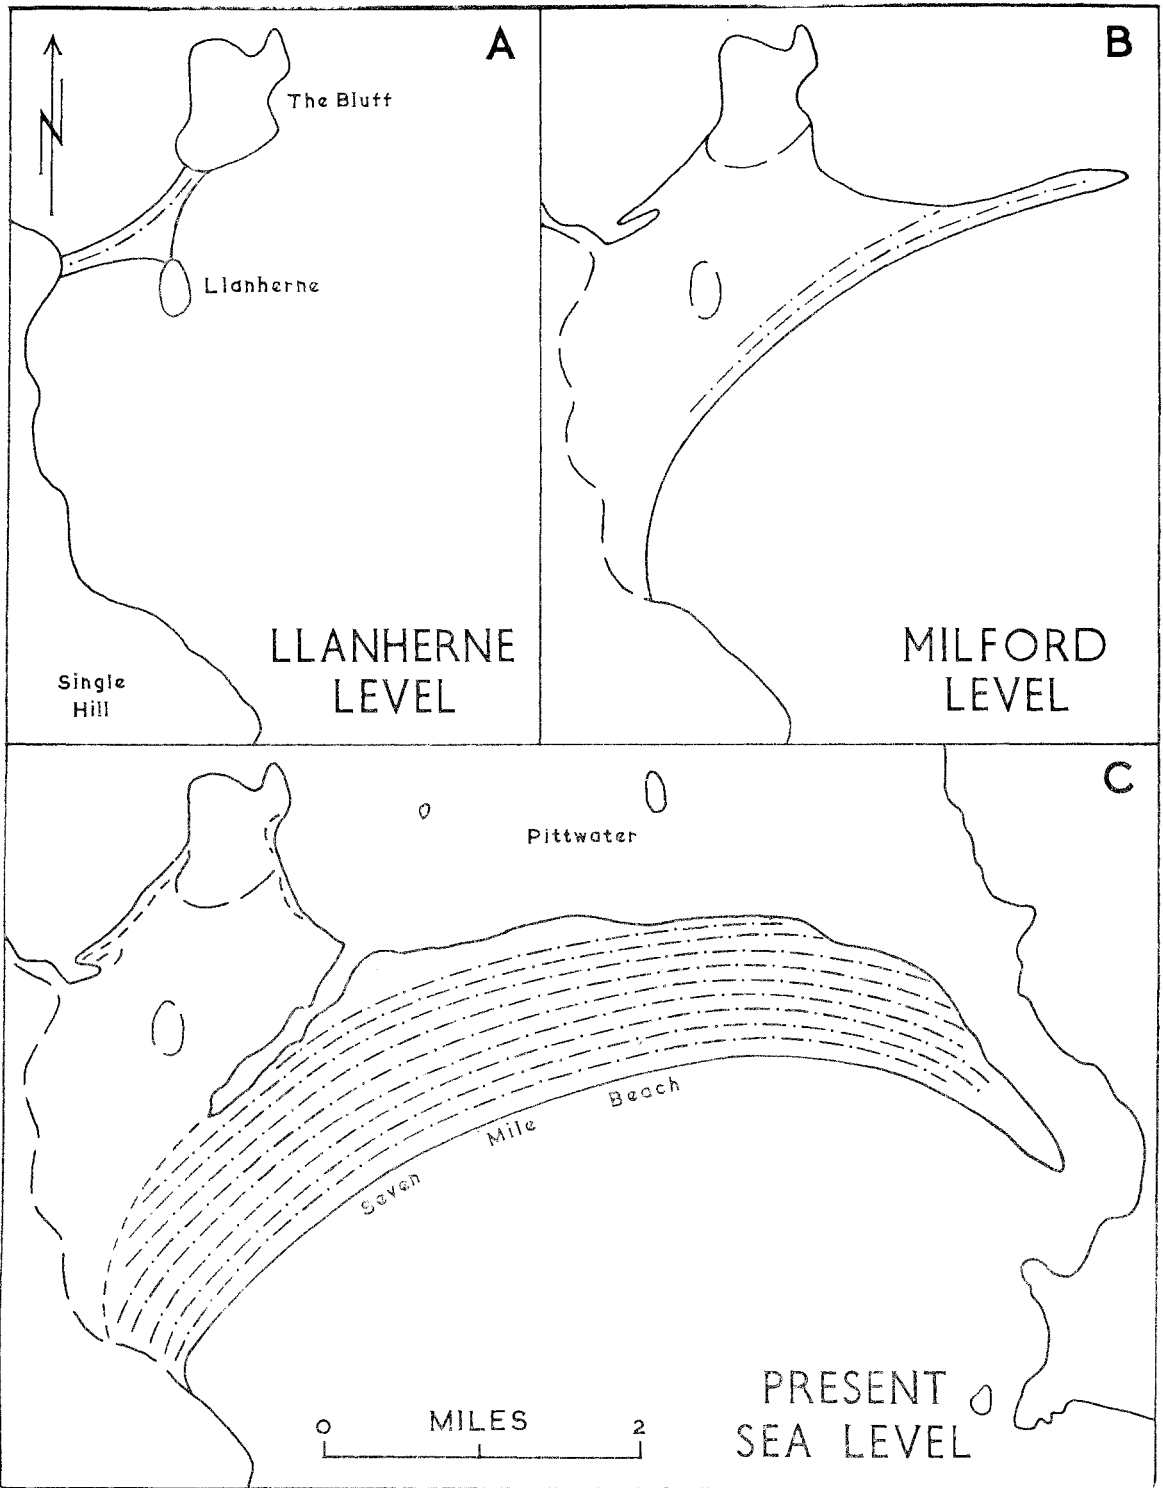 A
N
The Bluff
Llanherne
LLANHERNE
LEVEL
Single
Hill
B
MILFORD
LEVEL
C
Pittwater
Seven Mile Beach
PRESENT
SEA LEVEL
0 MILES 2